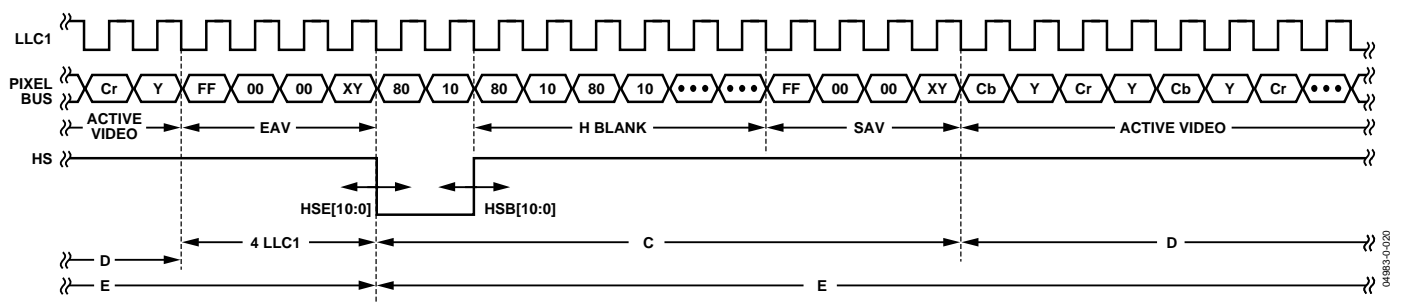 LLC1
PIXEL BUS Cr Y FF 00 00 XY 80 10 80 10 80 10 ••• ••• FF 00 00 XY Cb Y Cr Y Cb Y Cr •••
ACTIVE VIDEO EAV H BLANK SAV ACTIVE VIDEO
HS
HSE[10:0] HSB[10:0]
4 LLC1 C D
D
E E
04983-0-020